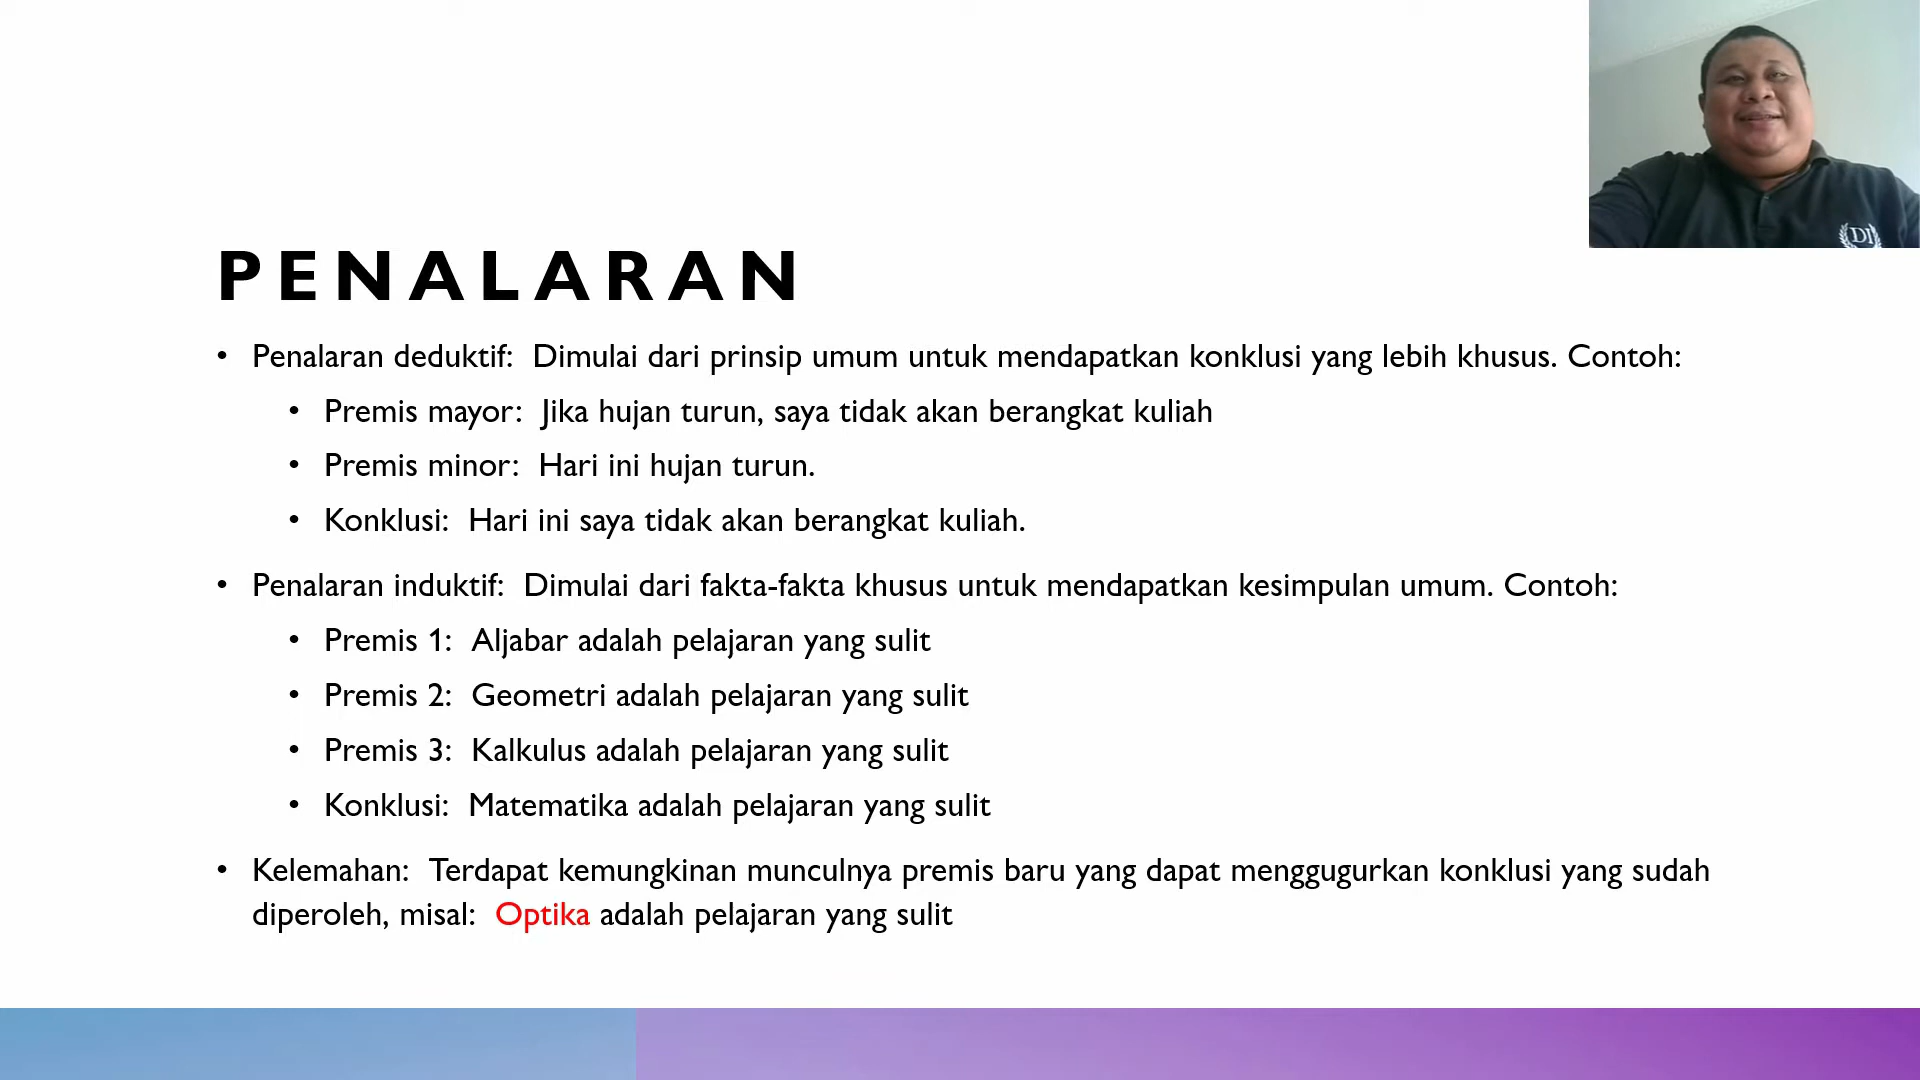 PENALARAN
• Penalaran deduktif: Dimulai dari prinsip umum untuk mendapatkan konklusi yang lebih khusus. Contoh:
• Premis mayor: Jika hujan turun, saya tidak akan berangkat kuliah
• Premis minor: Hari ini hujan turun.
• Konklusi: Hari ini saya tidak akan berangkat kuliah.
• Penalaran induktif: Dimulai dari fakta-fakta khusus untuk mendapatkan kesimpulan umum. Contoh:
• Premis 1: Aljabar adalah pelajaran yang sulit
• Premis 2: Geometri adalah pelajaran yang sulit
• Premis 3: Kalkulus adalah pelajaran yang sulit
• Konklusi: Matematika adalah pelajaran yang sulit
• Kelemahan: Terdapat kemungkinan munculnya premis baru yang dapat menggugurkan konklusi yang sudah
diperoleh, misal: Optika adalah pelajaran yang sulit
DI